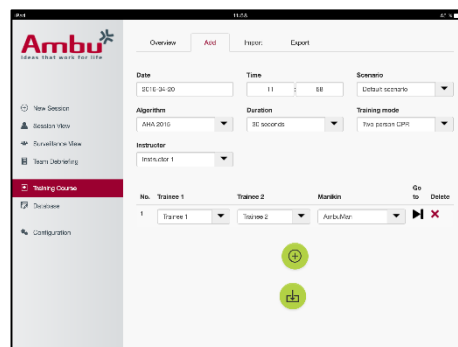 iPad
11:58
Ambu
Ideas that work for life
Overview
Add
Import
Export
Date
Time
Scenario
2016-04-20
11 : 58
Default scenario
Algorithm
Duration
Training mode
AHA 2015
30 seconds
Two person CPR
Instructor
Instructor 1
New Session
Session View
Surveillance View
Team Debriefing
Training Course
Database
Configuration
No. Trainee 1 Trainee 2 Manikin Go to Delete
1 Trainee 1 Trainee 2 AmbuMan